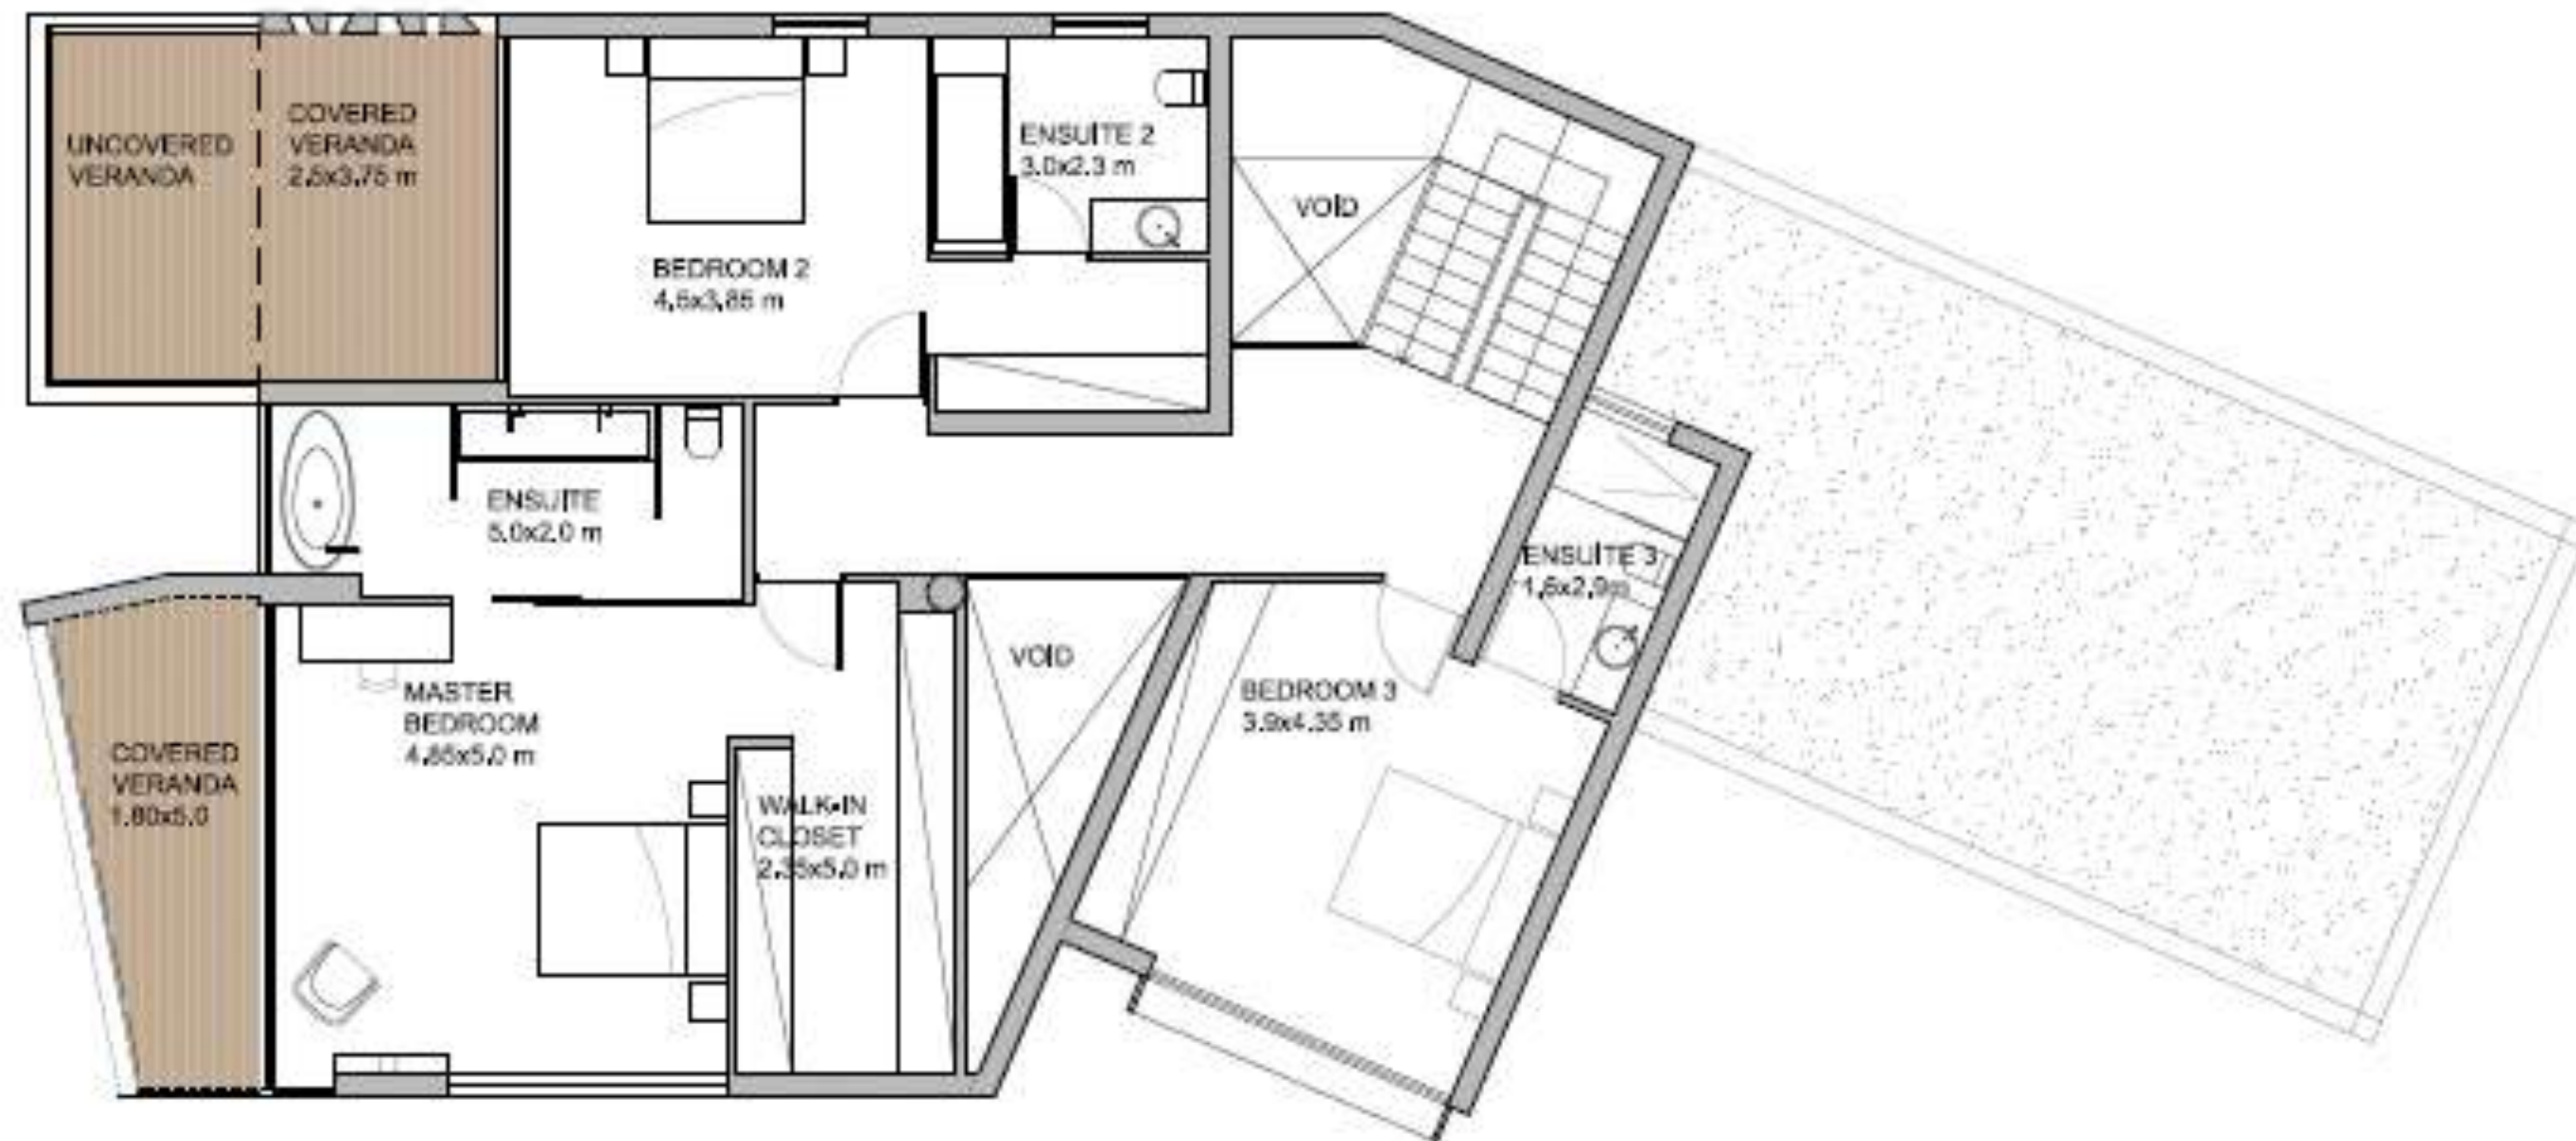 UNCOVERED
VERANDA
COVERED
VERANDA
2.5x3.75 m
BEDROOM 2
4.5x3.85 m
ENSUITE 2
3.0x2.3 m
VOID
ENSUITE
5.0x2.0 m
ENSUITE 3
1.6x2.9m
MASTER
BEDROOM
4.85x5.0 m
COVERED
VERANDA
1.80x5.0
WALK-IN
CLOSET
2.35x5.0 m
VOID
BEDROOM 3
3.9x4.35 m